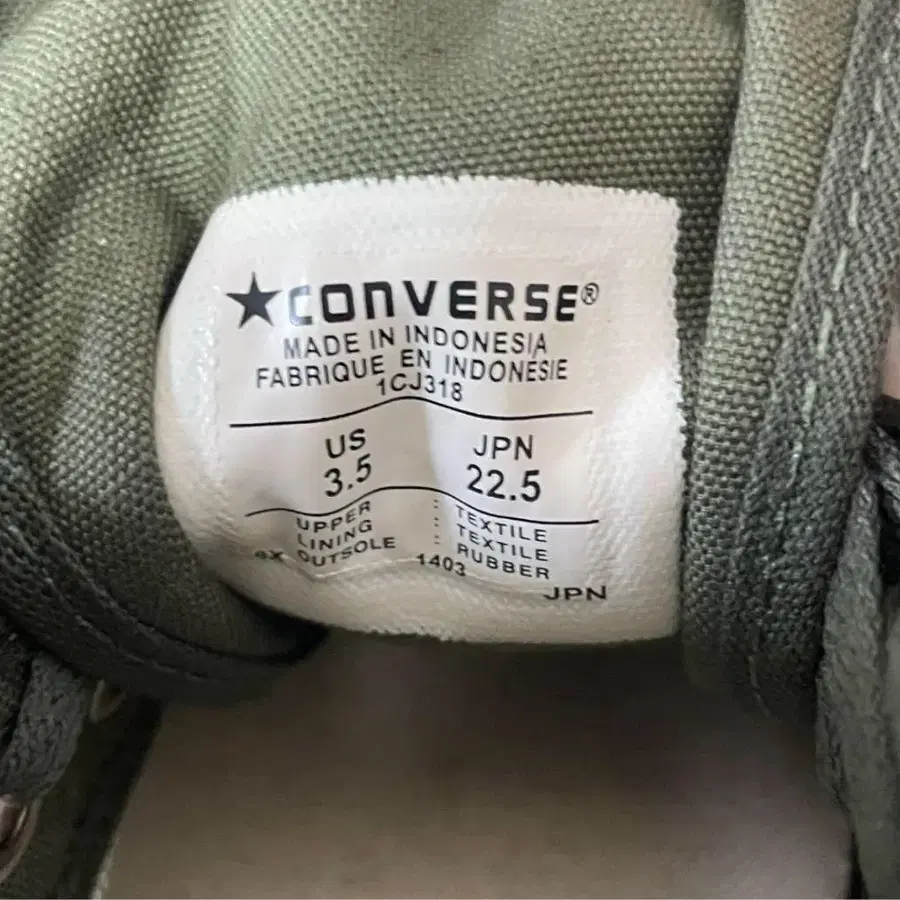 ★CONVERSE®
MADE IN INDONESIA
FABRIQUE EN INDONÉSIE
1CJ318
US JPN
3.5 22.5
UPPER : TEXTILE
LINING : TEXTILE
OUTSOLE : RUBBER
1403
JPN